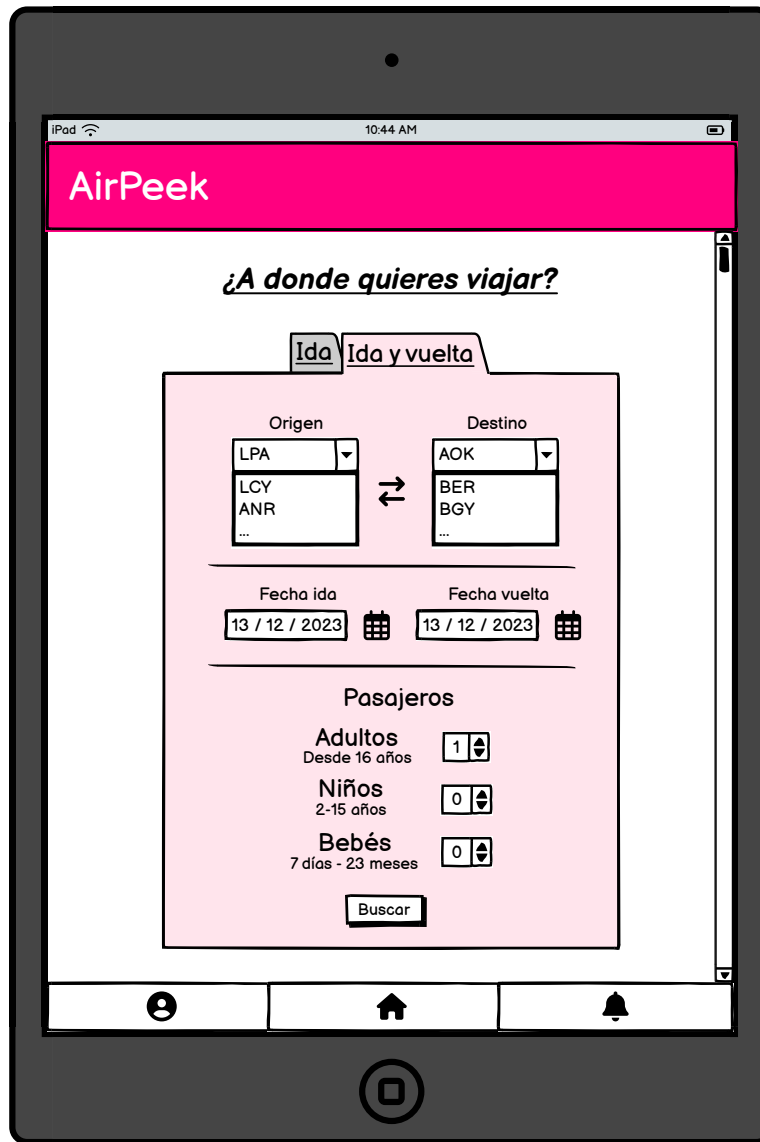 iPad 10:44 AM
AirPeek
¿A donde quieres viajar?
Ida Ida y vuelta
Origen Destino
LPA AOK
LCY BER
ANR BGY
... ...
Fecha ida Fecha vuelta
13 / 12 / 2023 13 / 12 / 2023
Pasajeros
Adultos 1
Desde 16 años
Niños 0
2-15 años
Bebés 0
7 días - 23 meses
Buscar